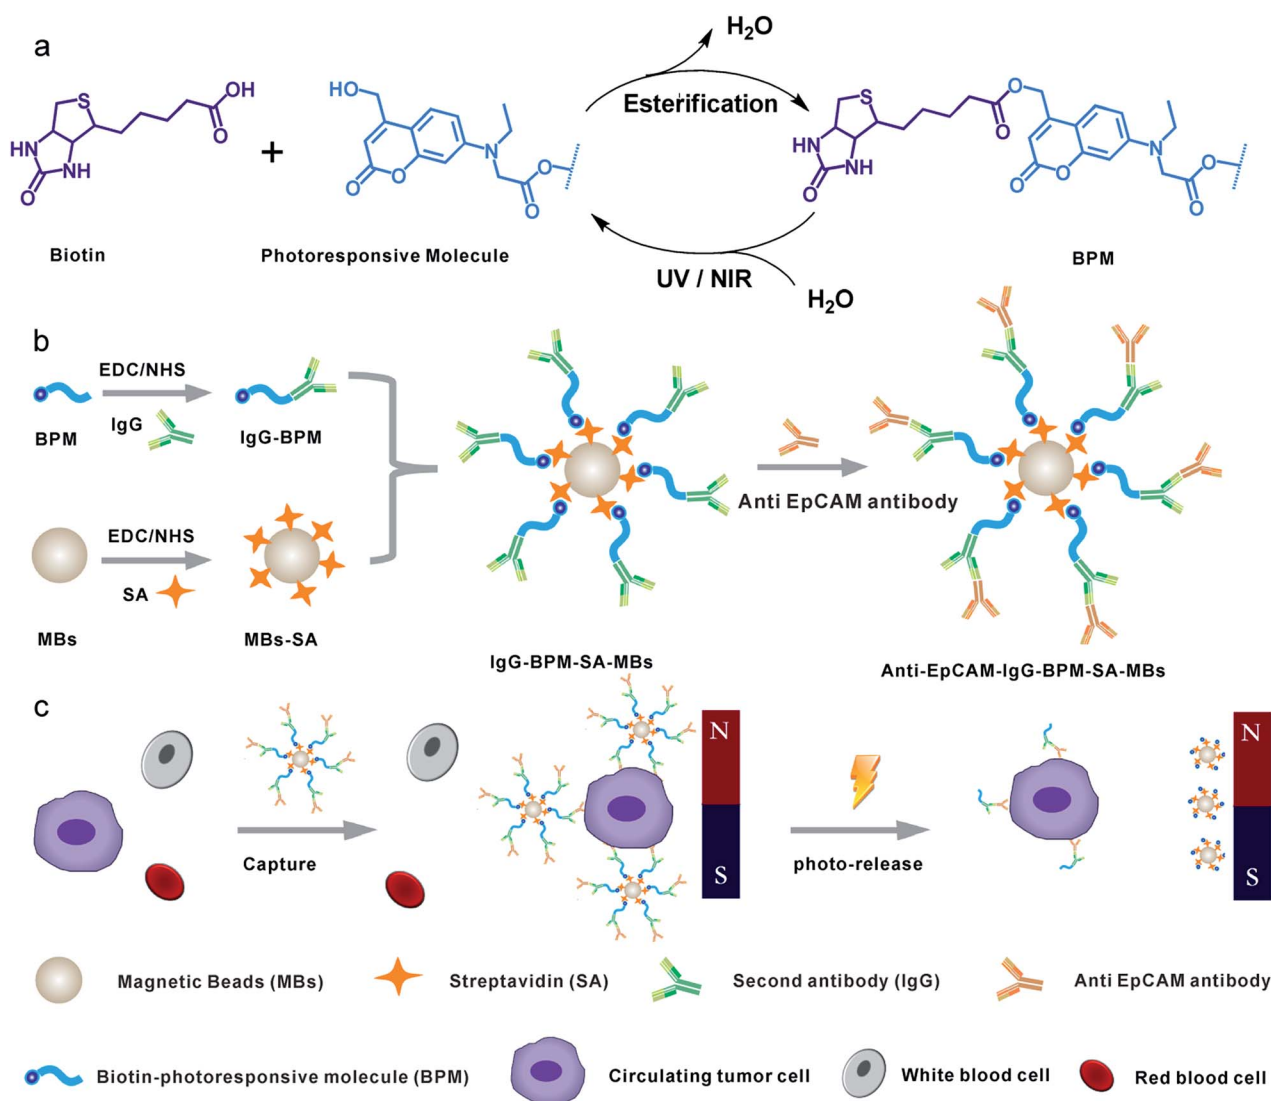 a
H2O
Esterification
S
OH
O
HN
NH
O
Biotin
+
HO
O
O
N
O
O
Photoresponsive Molecule
UV / NIR
H2O
S
O
O
HN
NH
O
O
O
N
O
O
BPM
b
EDC/NHS
BPM
IgG
IgG-BPM
EDC/NHS
SA
MBs
MBs-SA
IgG-BPM-SA-MBs
Anti EpCAM antibody
Anti-EpCAM-IgG-BPM-SA-MBs
c
Capture
N
S
photo-release
N
S
Magnetic Beads (MBs)
Streptavidin (SA)
Second antibody (IgG)
Anti EpCAM antibody
Biotin-photoresponsive molecule (BPM)
Circulating tumor cell
White blood cell
Red blood cell